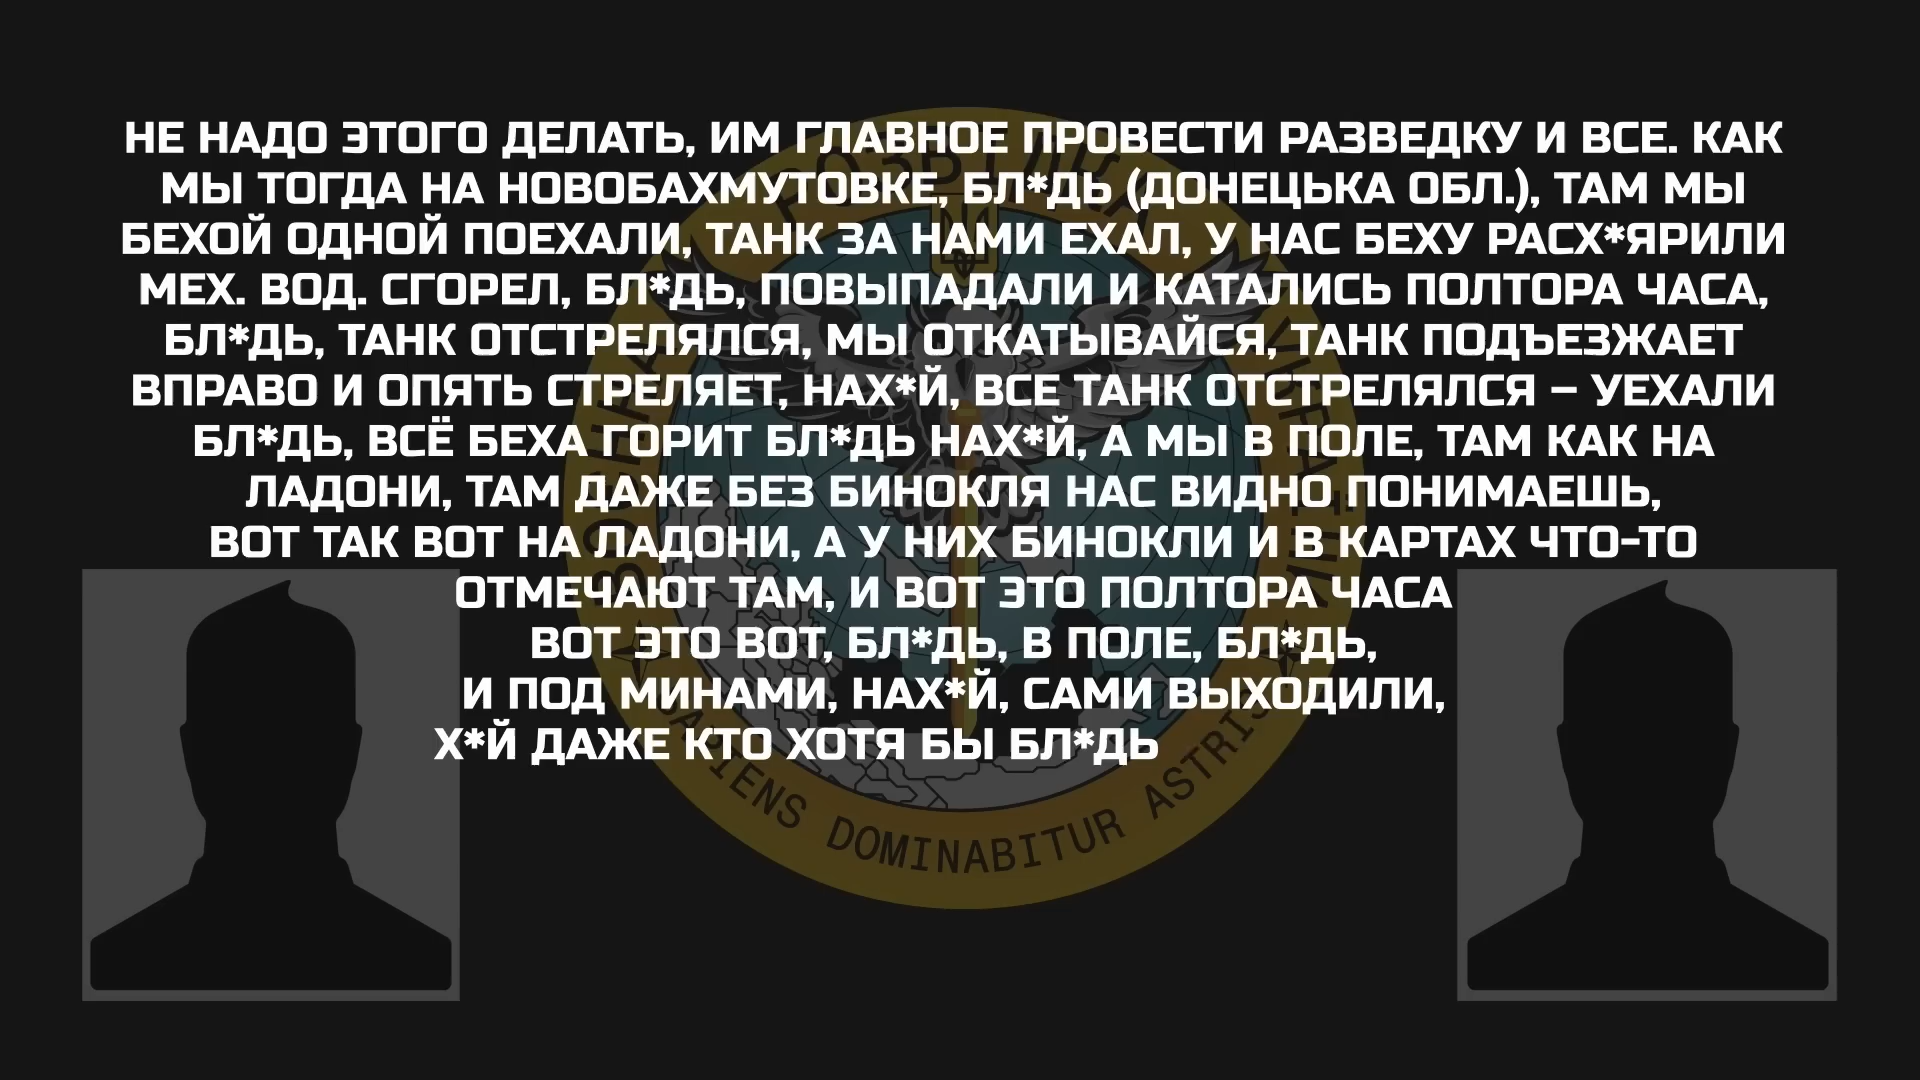 НЕ НАДО ЭТОГО ДЕЛАТЬ, ИМ ГЛАВНОЕ ПРОВЕСТИ РАЗВЕДКУ И ВСЕ. КАК
МЫ ТОГДА НА НОВОБАХМУТОВКЕ, БЛ*ДЬ (ДОНЕЦЬКА ОБЛ.), ТАМ МЫ
БЕХОЙ ОДНОЙ ПОЕХАЛИ, ТАНК ЗА НАМИ ЕХАЛ, У НАС БЕХУ РАСХ*ЯРИЛИ
МЕХ. ВОД. СГОРЕЛ, БЛ*ДЬ, ПОВЫПАДАЛИ И КАТАЛИСЬ ПОЛТОРА ЧАСА,
БЛ*ДЬ, ТАНК ОТСТРЕЛЯЛСЯ, МЫ ОТКАТЫВАЙСЯ, ТАНК ПОДЪЕЗЖАЕТ
ВПРАВО И ОПЯТЬ СТРЕЛЯЕТ, НАХ*Й, ВСЕ ТАНК ОТСТРЕЛЯЛСЯ – УЕХАЛИ
БЛ*ДЬ, ВСЁ БЕХА ГОРИТ БЛ*ДЬ НАХ*Й, А МЫ В ПОЛЕ, ТАМ КАК НА
ЛАДОНИ, ТАМ ДАЖЕ БЕЗ БИНОКЛЯ НАС ВИДНО ПОНИМАЕШЬ,
ВОТ ТАК ВОТ НА ЛАДОНИ, А У НИХ БИНОКЛИ И В КАРТАХ ЧТО-ТО
ОТМЕЧАЮТ ТАМ, И ВОТ ЭТО ПОЛТОРА ЧАСА
ВОТ ЭТО ВОТ, БЛ*ДЬ, В ПОЛЕ, БЛ*ДЬ,
И ПОД МИНАМИ, НАХ*Й, САМИ ВЫХОДИЛИ,
Х*Й ДАЖЕ КТО ХОТЯ БЫ БЛ*ДЬ
SAPIENS DOMINABITUR ASTRIS